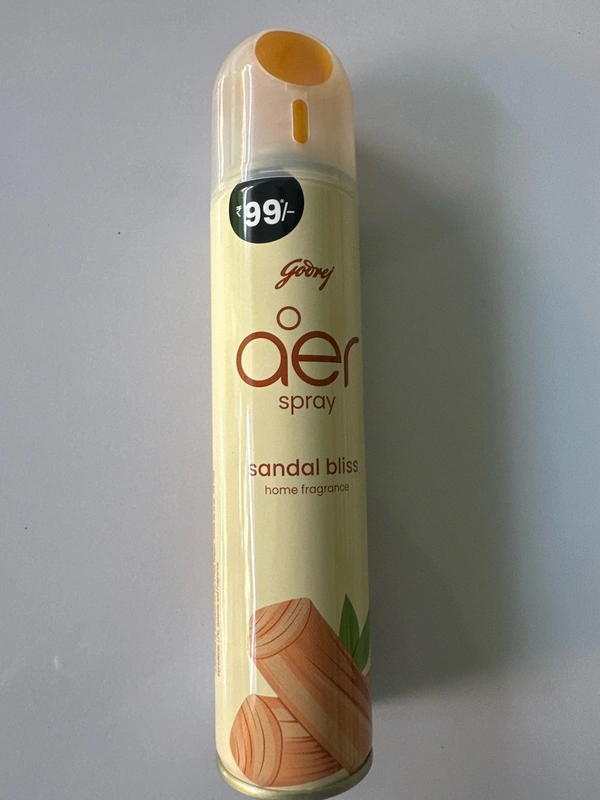 ₹99*/-
Godrej
aer
spray
sandal bliss
home fragrance